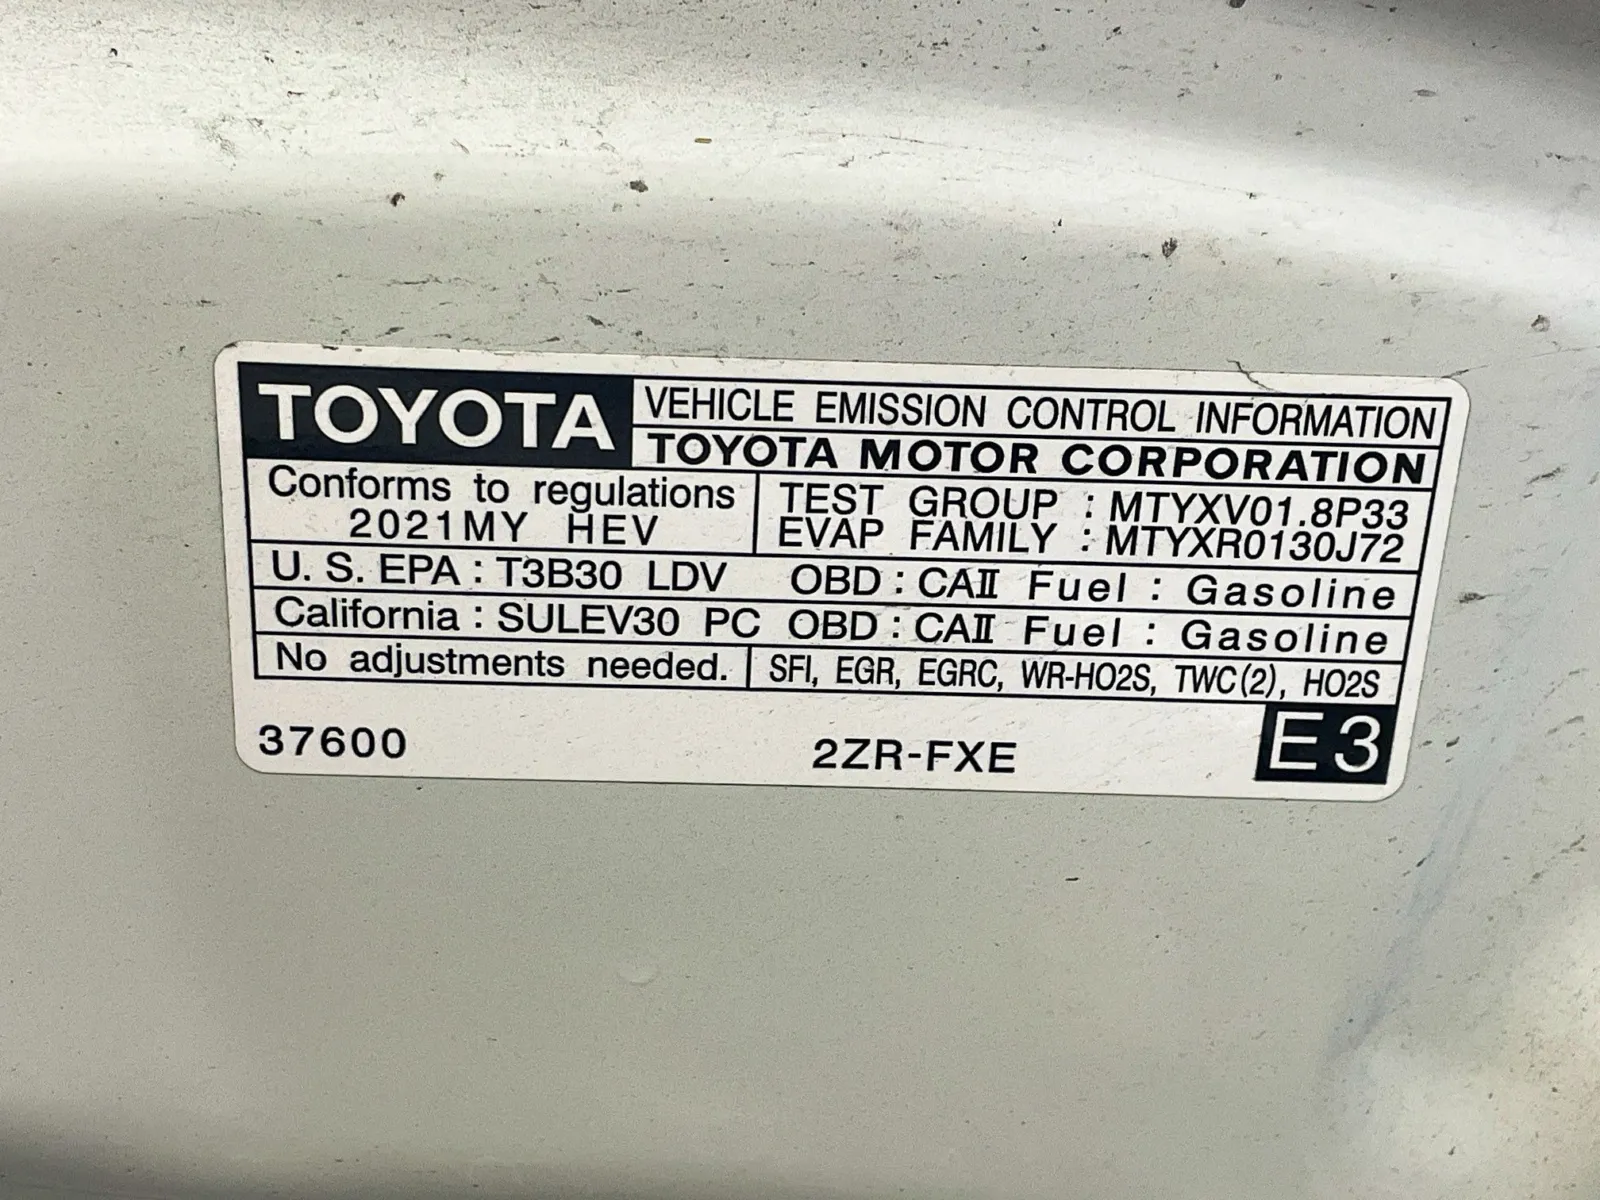 TOYOTA
VEHICLE EMISSION CONTROL INFORMATION
TOYOTA MOTOR CORPORATION
Conforms to regulations
2021MY HEV
TEST GROUP : MTYXV01.8P33
EVAP FAMILY : MTYXR0130J72
U. S. EPA : T3B30 LDV OBD : CAⅡ Fuel : Gasoline
California : SULEV30 PC OBD : CAⅡ Fuel : Gasoline
No adjustments needed.
SFI, EGR, EGRC, WR-HO2S, TWC(2), HO2S
37600
2ZR-FXE
E3